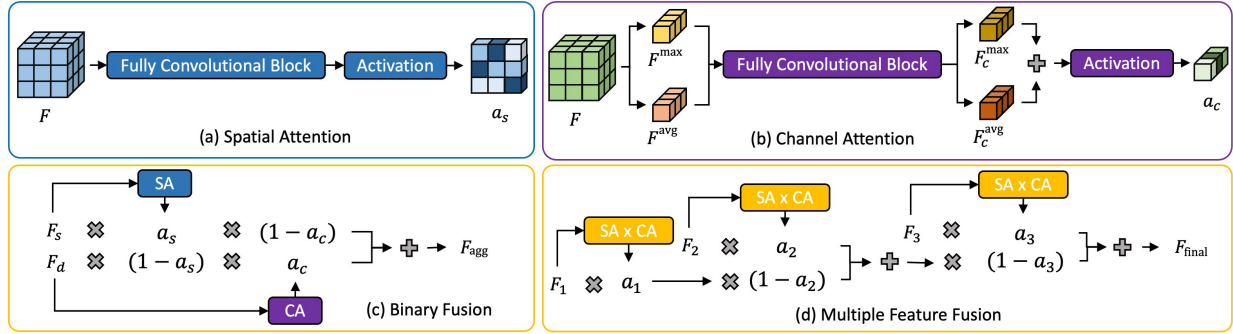 Fully Convolutional Block
Activation
F
a_s
(a) Spatial Attention
F
F^max
F^avg
Fully Convolutional Block
F_c^max
F_c^avg
Activation
a_c
(b) Channel Attention
SA
F_s a_s (1 − a_c)
F_d (1 − a_s) a_c
F_agg
CA
(c) Binary Fusion
SA x CA
SA x CA
SA x CA
F_1 a_1
F_2 a_2
(1 − a_2)
F_3 a_3
(1 − a_3)
F_final
(d) Multiple Feature Fusion